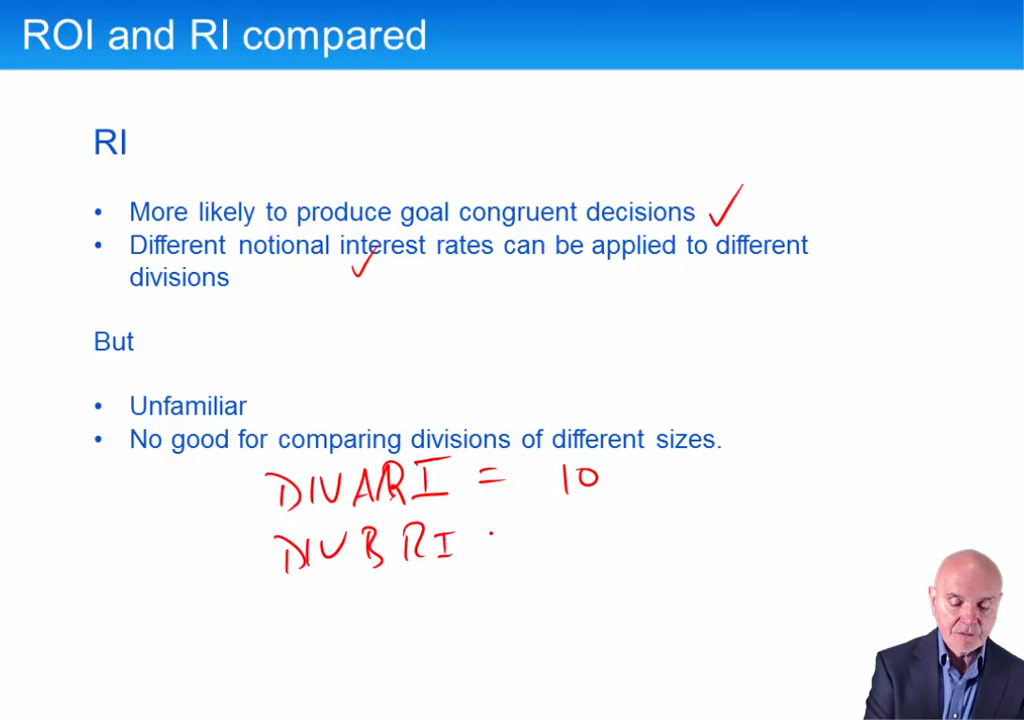 ROI and RI compared
RI
• More likely to produce goal congruent decisions
• Different notional interest rates can be applied to different
divisions
But
• Unfamiliar
• No good for comparing divisions of different sizes.
DIV A RI = 10
DIV B RI